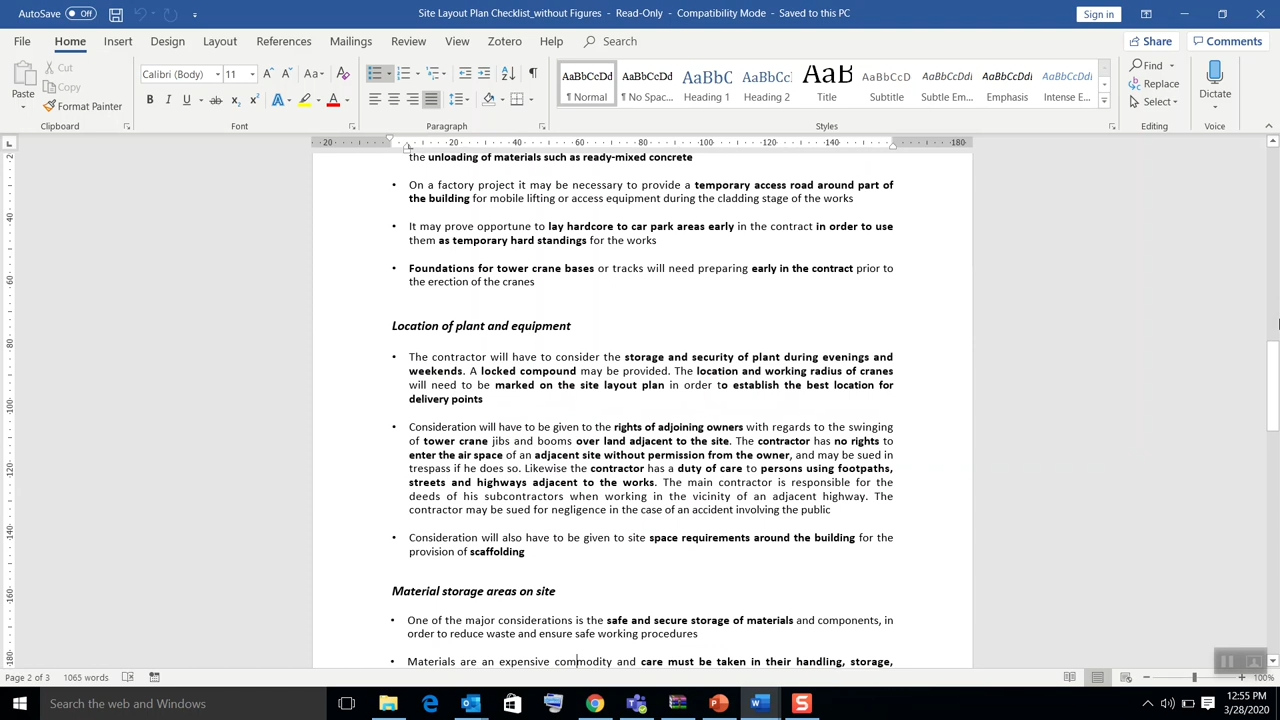 AutoSave Off
Site Layout Plan Checklist_without Figures - Read-Only - Compatibility Mode - Saved to this PC
Sign in
File Home Insert Design Layout References Mailings Review View Zotero Help Search
Share Comments
Paste
Cut
Copy
Format Painter
Clipboard
Calibri (Body) 11
Font
Paragraph
AaBbCcDd AaBbCcDd AaBbC AaBbC AaB AaBbCcD AaBbCcDd AaBbCcDd AaBbCcDd
¶ Normal ¶ No Spac... Heading 1 Heading 2 Title Subtitle Subtle Em... Emphasis Intense E...
Styles
Find
Replace
Select
Editing
Dictate
Voice
20 20 40 60 80 100 120 140 180
the unloading of materials such as ready-mixed concrete
• On a factory project it may be necessary to provide a temporary access road around part of
the building for mobile lifting or access equipment during the cladding stage of the works
• It may prove opportune to lay hardcore to car park areas early in the contract in order to use
them as temporary hard standings for the works
• Foundations for tower crane bases or tracks will need preparing early in the contract prior to
the erection of the cranes
Location of plant and equipment
• The contractor will have to consider the storage and security of plant during evenings and
weekends. A locked compound may be provided. The location and working radius of cranes
will need to be marked on the site layout plan in order to establish the best location for
delivery points
• Consideration will have to be given to the rights of adjoining owners with regards to the swinging
of tower crane jibs and booms over land adjacent to the site. The contractor has no rights to
enter the air space of an adjacent site without permission from the owner, and may be sued in
trespass if he does so. Likewise the contractor has a duty of care to persons using footpaths,
streets and highways adjacent to the works. The main contractor is responsible for the
deeds of his subcontractors when working in the vicinity of an adjacent highway. The
contractor may be sued for negligence in the case of an accident involving the public
• Consideration will also have to be given to site space requirements around the building for the
provision of scaffolding
Material storage areas on site
• One of the major considerations is the safe and secure storage of materials and components, in
order to reduce waste and ensure safe working procedures
• Materials are an expensive commodity and care must be taken in their handling, storage,
Page 2 of 3 1065 words
100%
Search the web and Windows
12:55 PM
3/28/2020